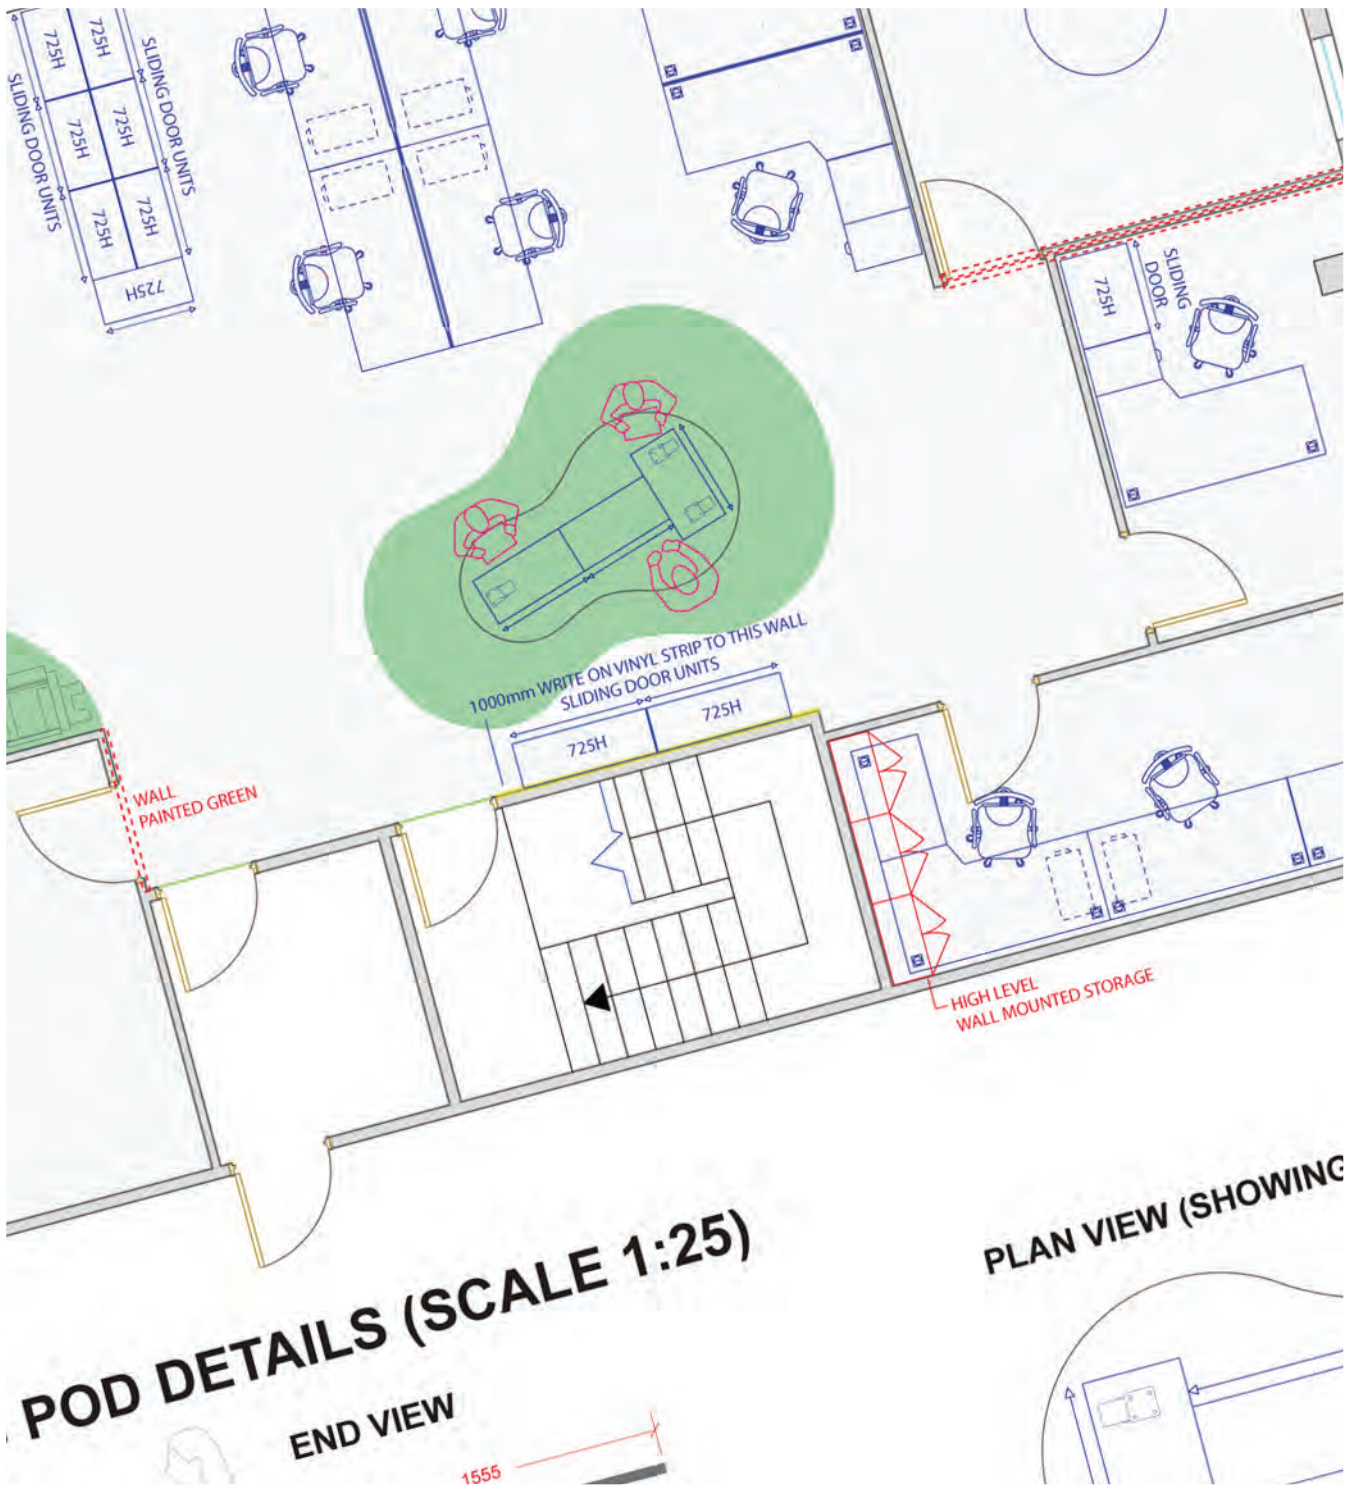 725H
725H
SLIDING DOOR UNITS
SLIDING DOOR UNITS
725H
725H
725H
725H
725H
SLIDING
DOOR
725H
1000mm WRITE ON VINYL STRIP TO THIS WALL
SLIDING DOOR UNITS
725H
725H
WALL
PAINTED GREEN
HIGH LEVEL
WALL MOUNTED STORAGE
PLAN VIEW (SHOWING
POD DETAILS (SCALE 1:25)
END VIEW
1555